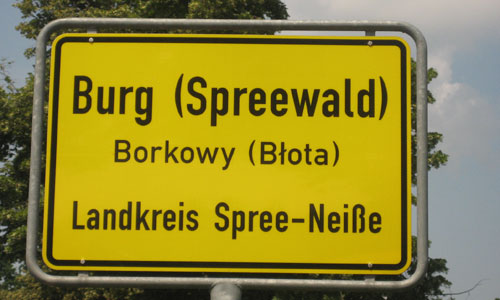 Burg (Spreewald)
Borkowy (Błota)
Landkreis Spree-Neiße